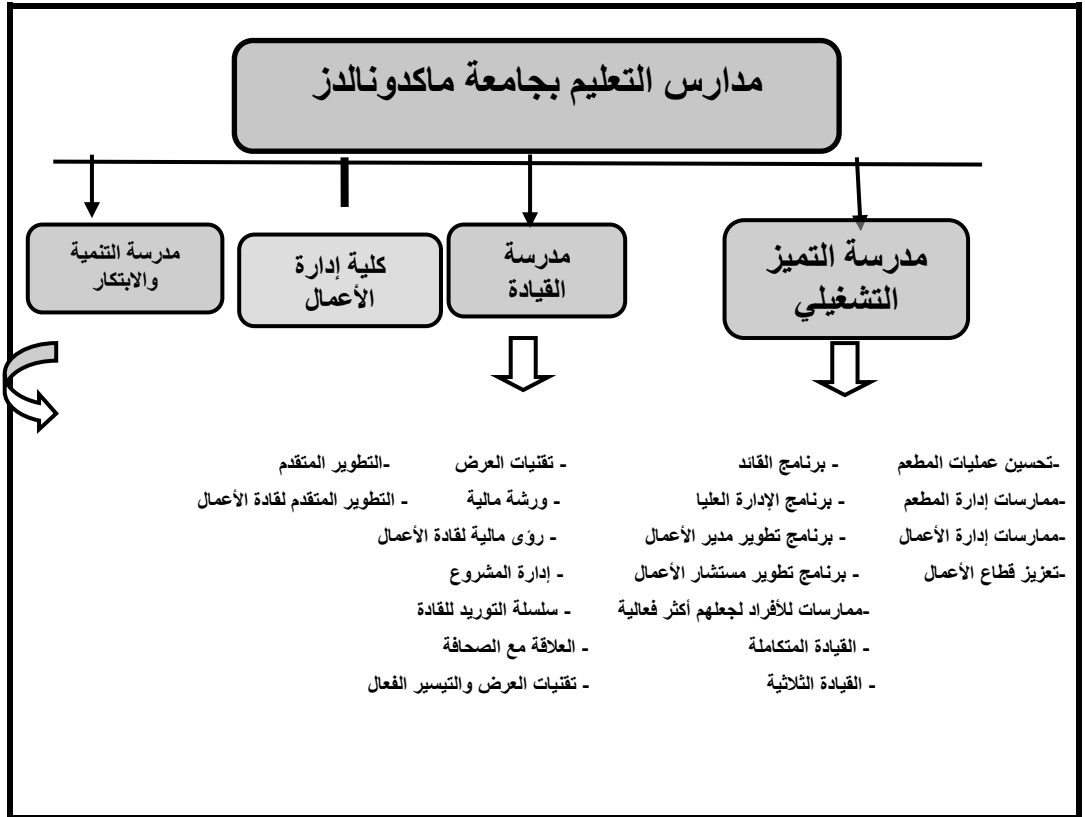 مدارس التعليم بجامعة ماكدونالدز
مدرسة التميز
التشغيلي
مدرسة
القيادة
كلية إدارة
الأعمال
مدرسة التنمية
والابتكار
-تحسين عمليات المطعم - برنامج القائد - تقنيات العرض -التطوير المتقدم
-ممارسات إدارة المطعم - برنامج الإدارة العليا - ورشة مالية - التطوير المتقدم لقادة الأعمال
-ممارسات إدارة الأعمال - برنامج تطوير مدير الأعمال - رؤى مالية لقادة الأعمال
-تعزيز قطاع الأعمال - برنامج تطوير مستشار الأعمال - إدارة المشروع
-ممارسات للأفراد لجعلهم أكثر فعالية - سلسلة التوريد للقادة
- القيادة المتكاملة - العلاقة مع الصحافة
- القيادة الثلاثية - تقنيات العرض والتيسير الفعال